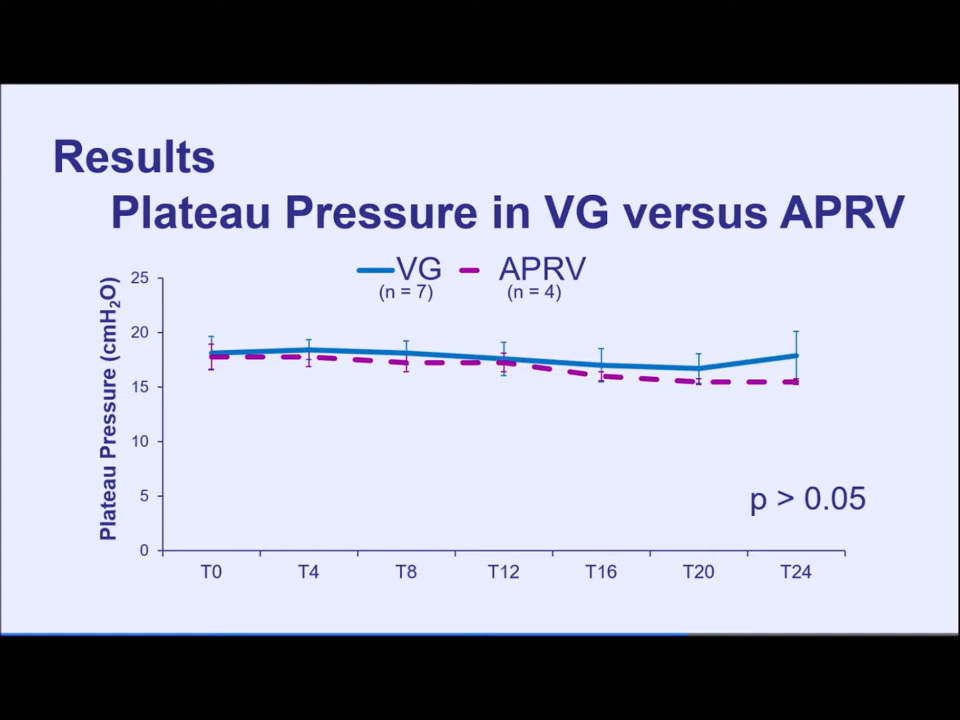 Results
Plateau Pressure in VG versus APRV
VG APRV
(n = 7) (n = 4)
Plateau Pressure (cmH₂O)
25
20
15
10
5
0
p > 0.05
T0 T4 T8 T12 T16 T20 T24